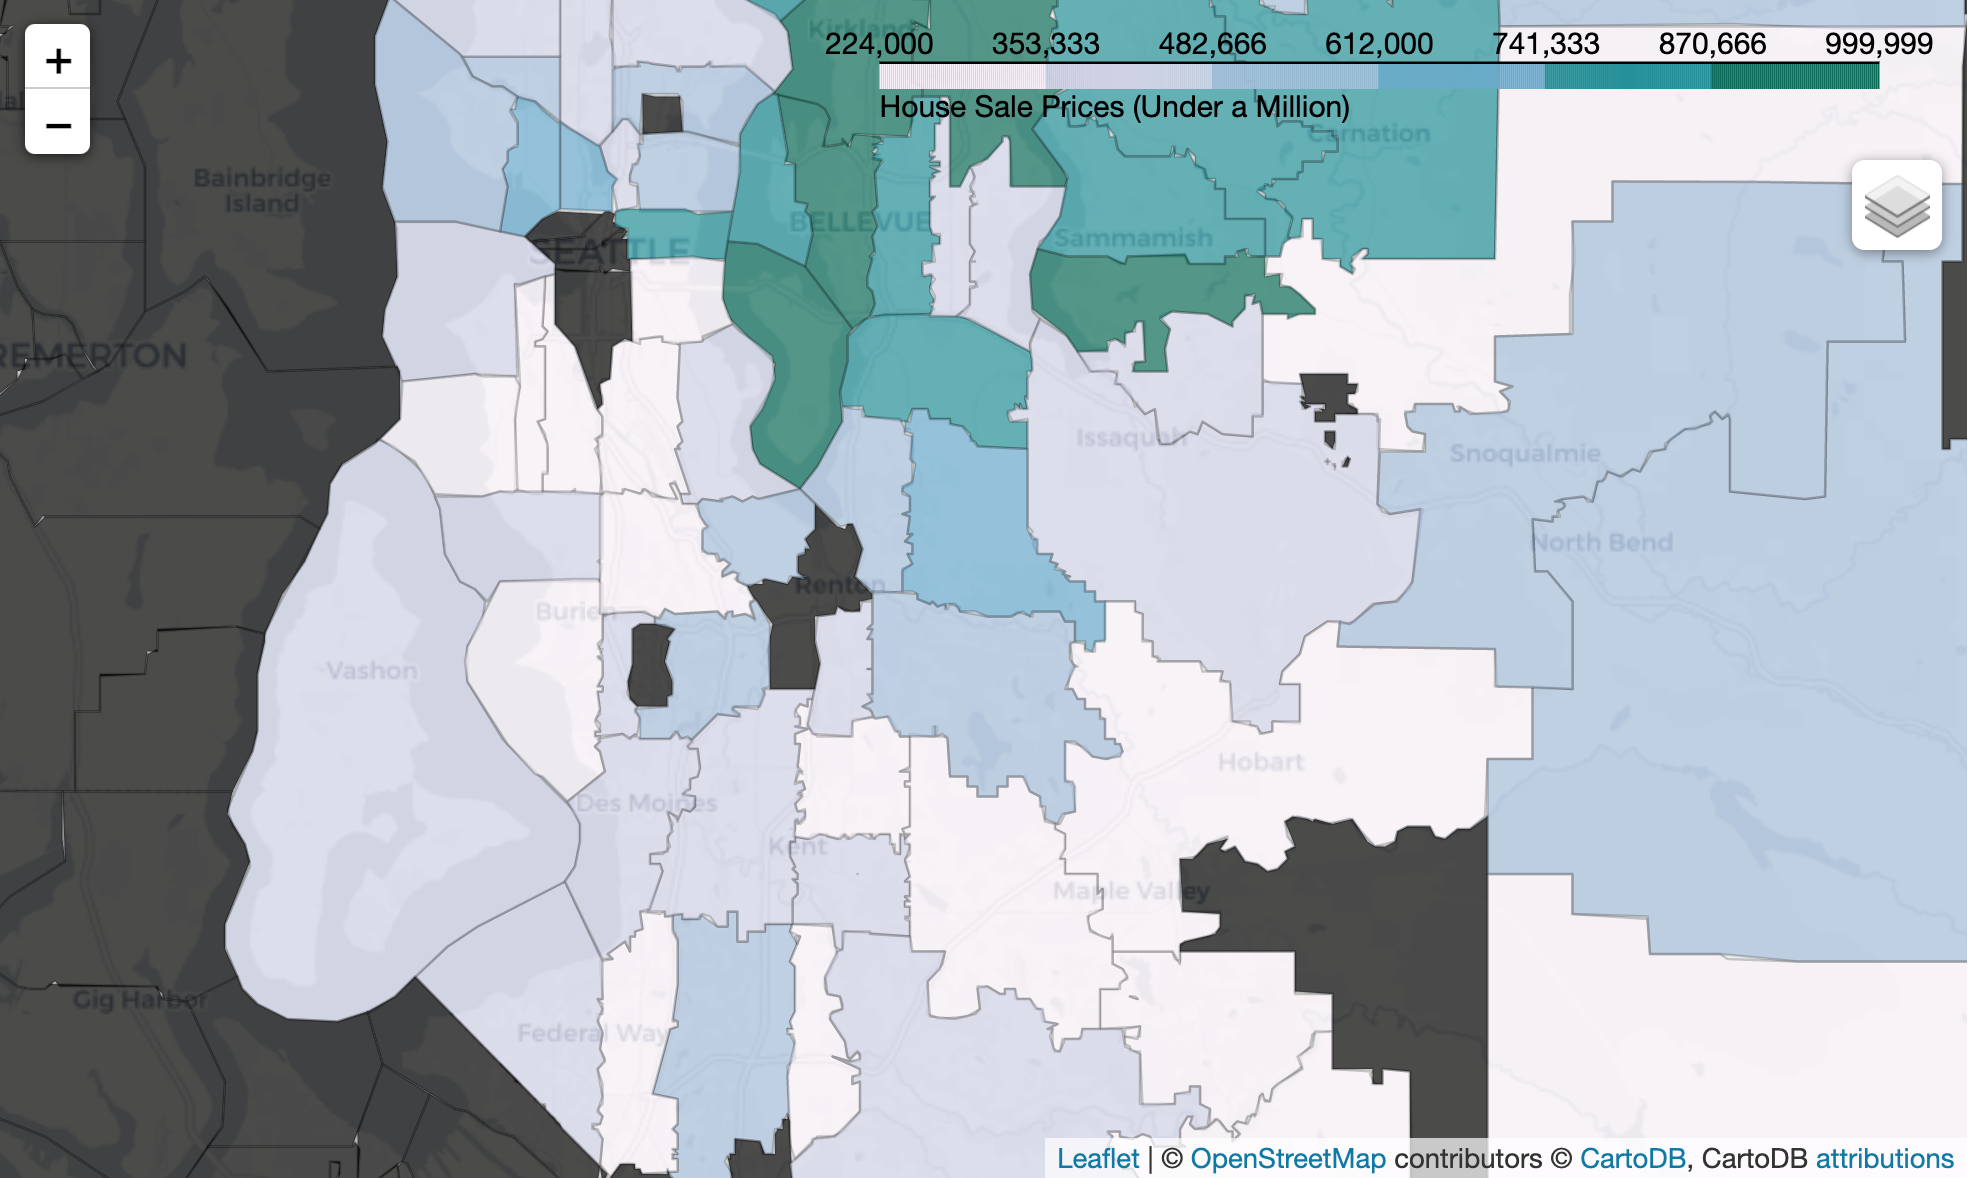 +
−
Kirkland
224,000 353,333 482,666 612,000 741,333 870,666 999,999
House Sale Prices (Under a Million)
Carnation
Bainbridge
Island
BELLEVUE
Sammamish
SEATTLE
REMERTON
Issaquah
Snoqualmie
North Bend
Renton
Burien
Vashon
Hobart
Des Moines
Kent
Maple Valley
Gig Harbor
Federal Way
Leaflet | © OpenStreetMap contributors © CartoDB, CartoDB attributions